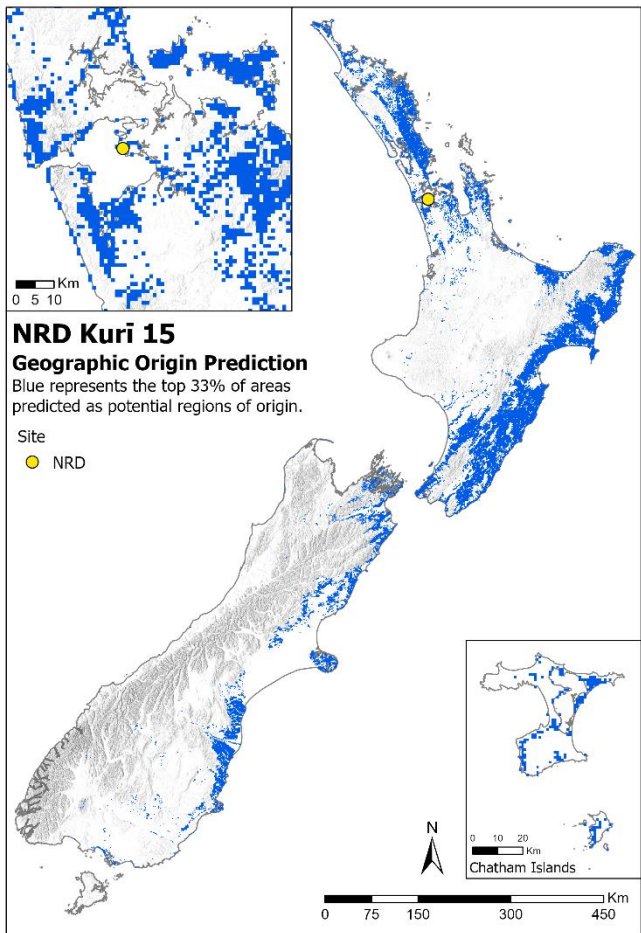 Km
0 5 10
NRD Kurī 15
Geographic Origin Prediction
Blue represents the top 33% of areas
predicted as potential regions of origin.
Site
NRD
N
0 10 20
Km
Chatham Islands
Km
0 75 150 300 450